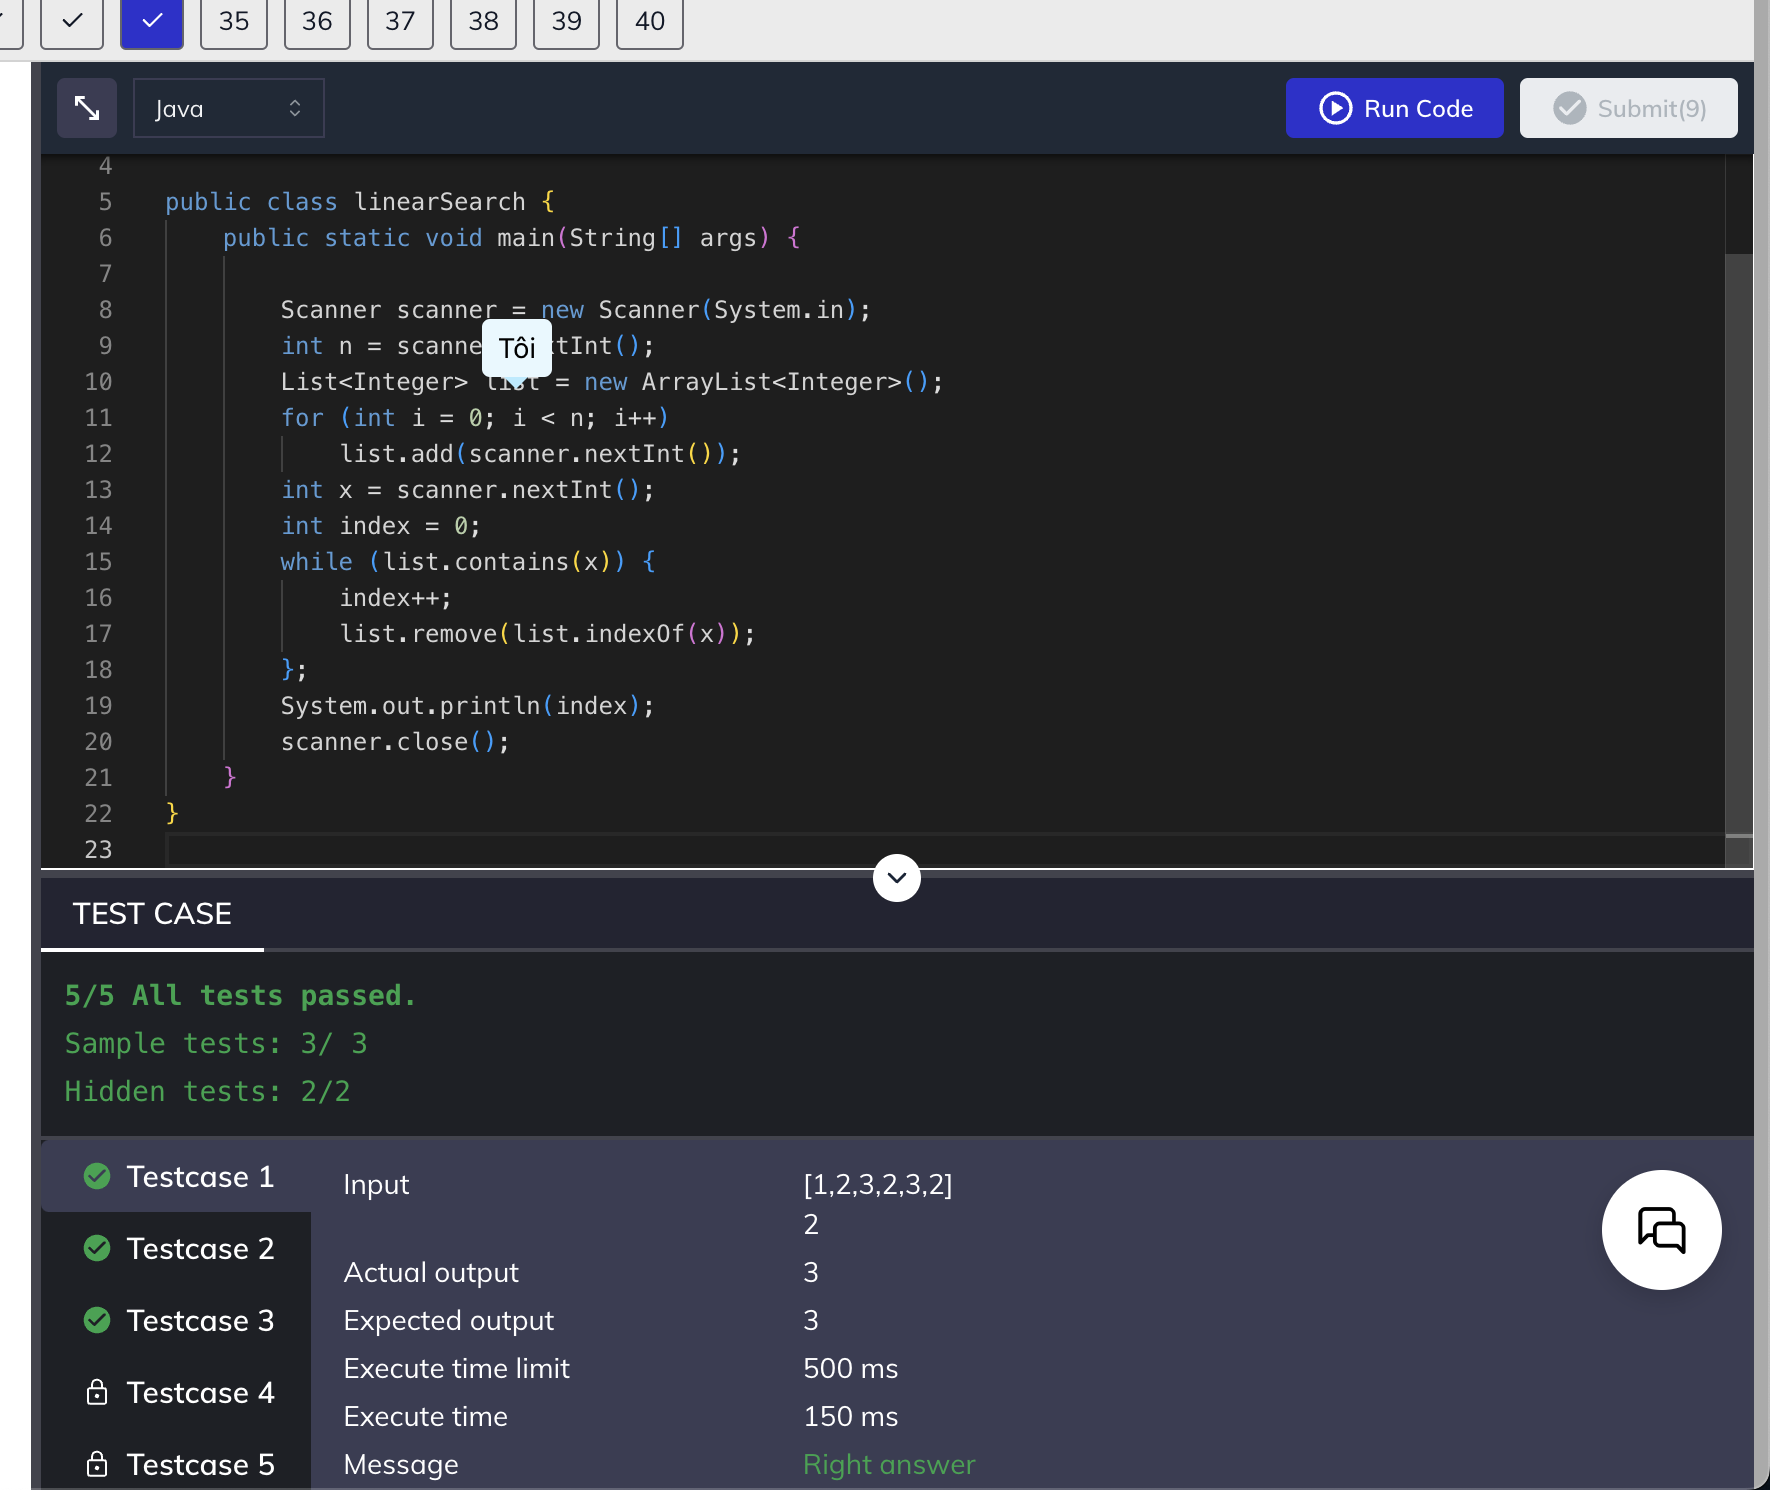 35 36 37 38 39 40
Java
Run Code
Submit(9)
4
5 public class linearSearch {
6 public static void main(String[] args) {
7
8 Scanner scanner = new Scanner(System.in);
Tôi
9 int n = scanne tInt();
10 List<Integer> list = new ArrayList<Integer>();
11 for (int i = 0; i < n; i++)
12 list.add(scanner.nextInt());
13 int x = scanner.nextInt();
14 int index = 0;
15 while (list.contains(x)) {
16 index++;
17 list.remove(list.indexOf(x));
18 };
19 System.out.println(index);
20 scanner.close();
21 }
22 }
23
TEST CASE
5/5 All tests passed.
Sample tests: 3/ 3
Hidden tests: 2/2
Testcase 1
Testcase 2
Testcase 3
Testcase 4
Testcase 5
Input [1,2,3,2,3,2]
2
Actual output 3
Expected output 3
Execute time limit 500 ms
Execute time 150 ms
Message Right answer